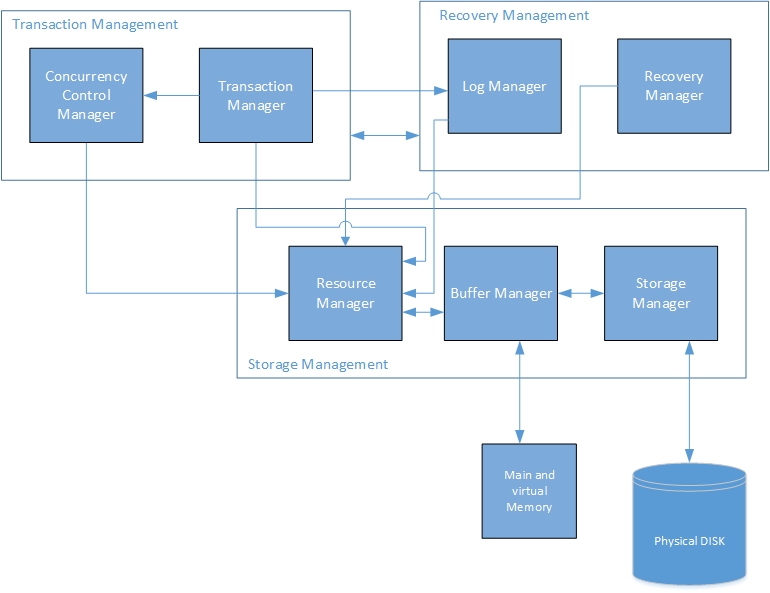 Transaction Management
Recovery Management
Concurrency
Control
Manager
Transaction
Manager
Log Manager
Recovery
Manager
Resource
Manager
Buffer Manager
Storage
Manager
Storage Management
Main and
virtual
Memory
Physical DISK